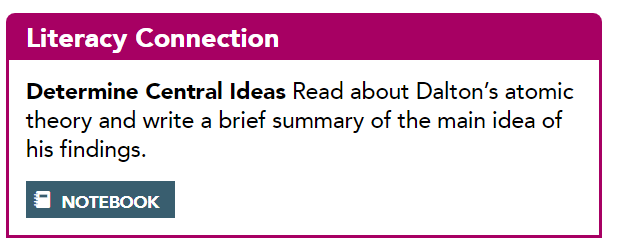 Literacy Connection
Determine Central Ideas Read about Dalton’s atomic
theory and write a brief summary of the main idea of
his findings.
NOTEBOOK